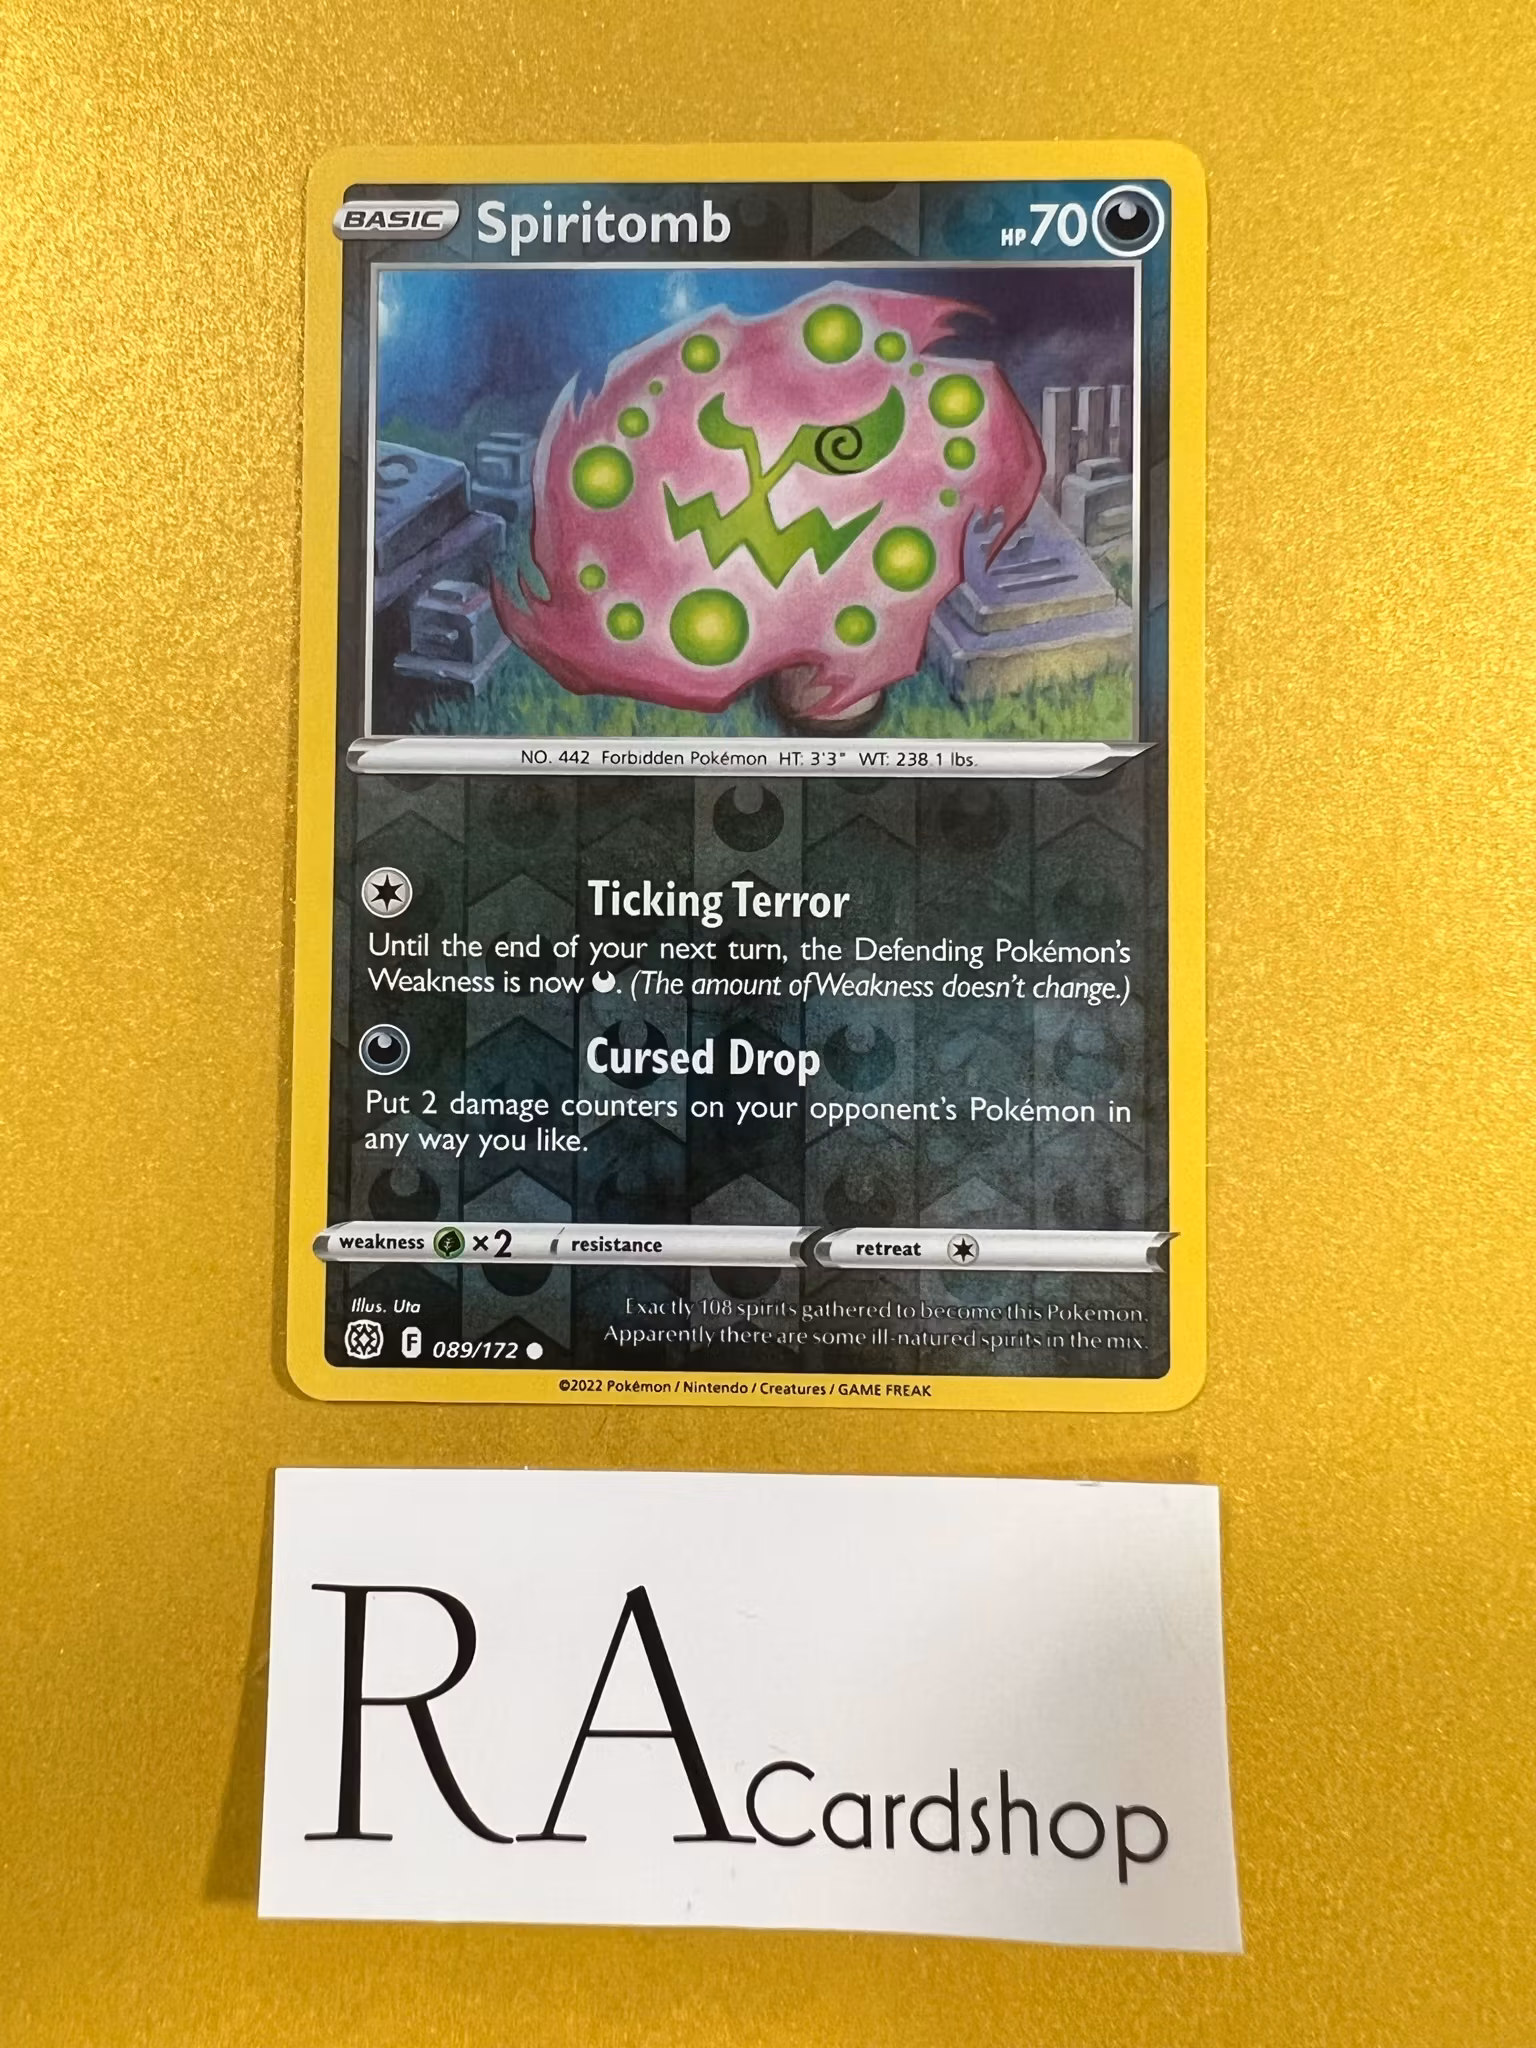 BASIC Spiritomb HP 70
NO. 442 Forbidden Pokémon HT: 3'3" WT: 238.1 lbs.
Ticking Terror
Until the end of your next turn, the Defending Pokémon's
Weakness is now . (The amount of Weakness doesn't change.)
Cursed Drop
Put 2 damage counters on your opponent's Pokémon in
any way you like.
weakness ×2 resistance retreat
Illus. Uta
Exactly 108 spirits gathered to become this Pokémon.
Apparently there are some ill-natured spirits in the mix.
F 089/172
©2022 Pokémon / Nintendo / Creatures / GAME FREAK
RA Cardshop